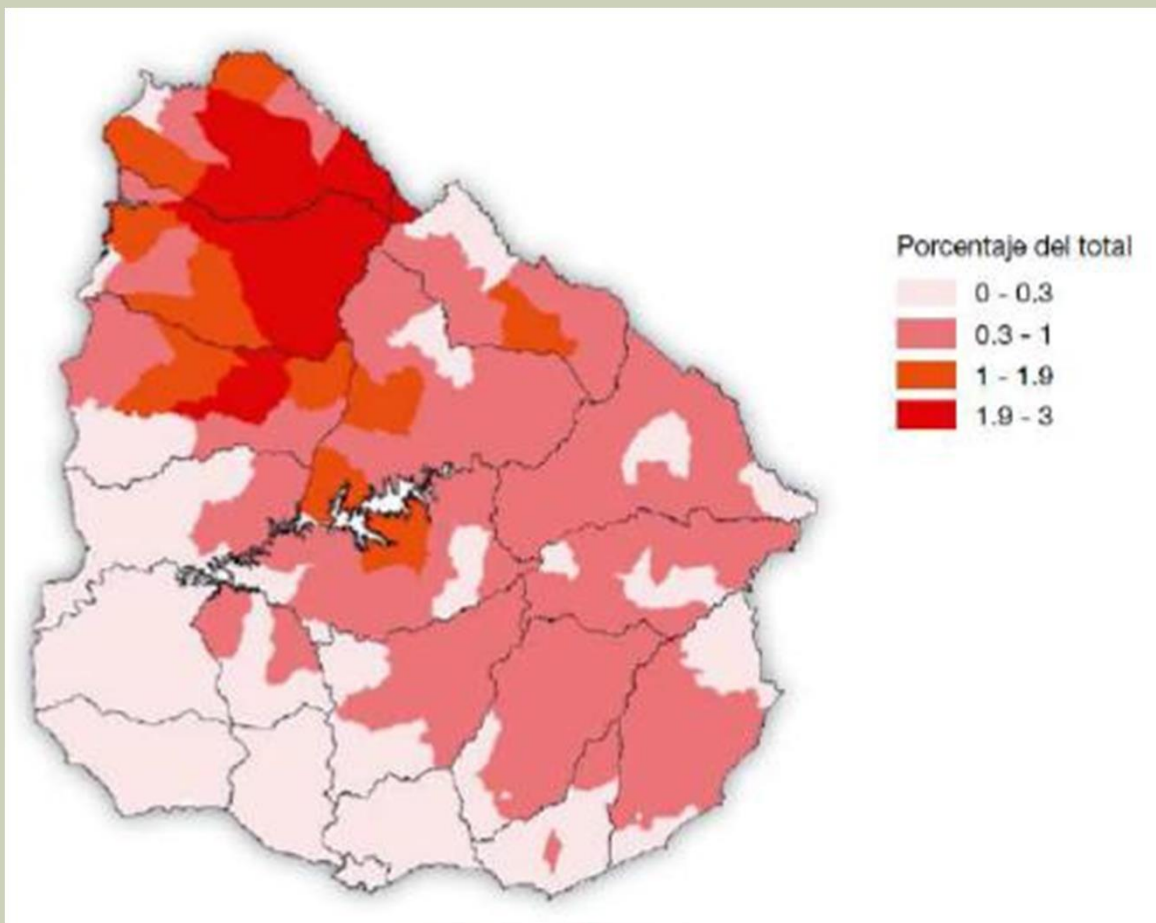 Porcentaje del total
0 - 0.3
0.3 - 1
1 - 1.9
1.9 - 3